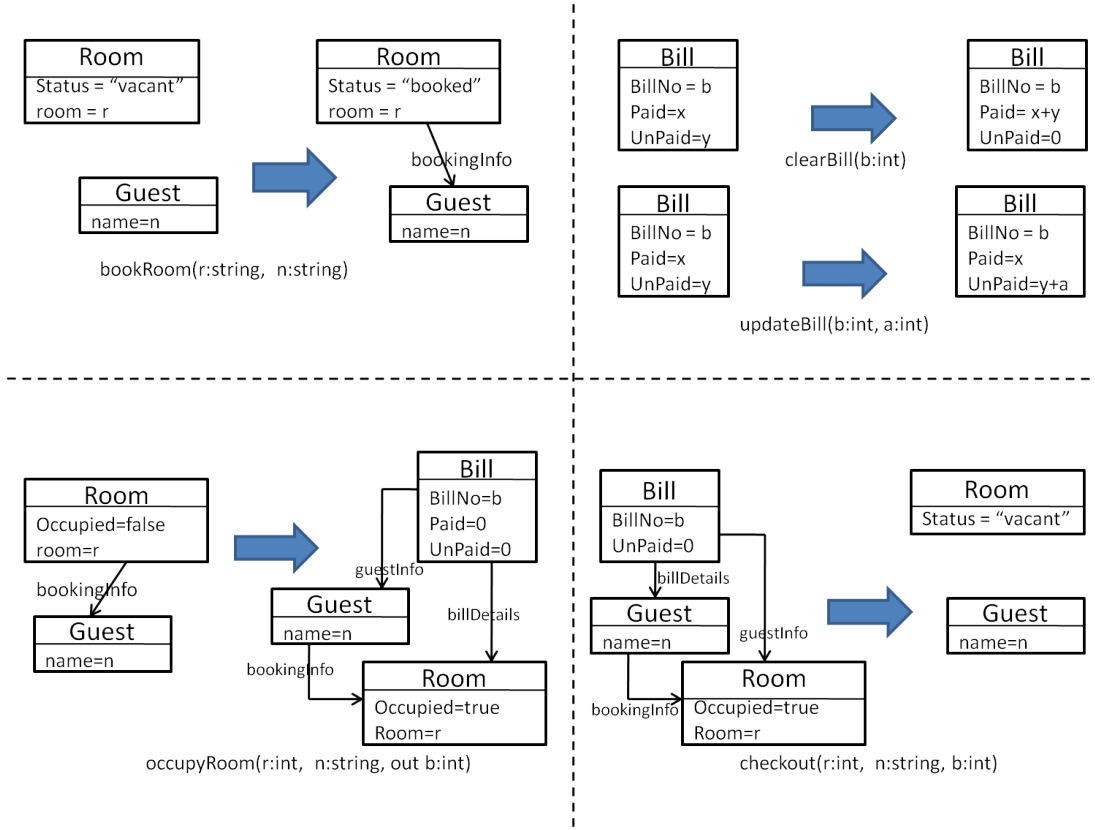 Room
Status = “vacant”
room = r
Room
Status = “booked”
room = r
bookingInfo
Guest
name=n
Guest
name=n
bookRoom(r:string, n:string)
Bill
BillNo = b
Paid=x
UnPaid=y
Bill
BillNo = b
Paid= x+y
UnPaid=0
clearBill(b:int)
Bill
BillNo = b
Paid=x
UnPaid=y
Bill
BillNo = b
Paid=x
UnPaid=y+a
updateBill(b:int, a:int)
Room
Occupied=false
room=r
bookingInfo
Guest
name=n
Bill
BillNo=b
Paid=0
UnPaid=0
guestInfo
Guest
name=n
billDetails
bookingInfo
Room
Occupied=true
Room=r
occupyRoom(r:int, n:string, out b:int)
Bill
BillNo=b
UnPaid=0
billDetails
Guest
name=n
guestInfo
bookingInfo
Room
Occupied=true
Room=r
Room
Status = “vacant”
Guest
name=n
checkout(r:int, n:string, b:int)